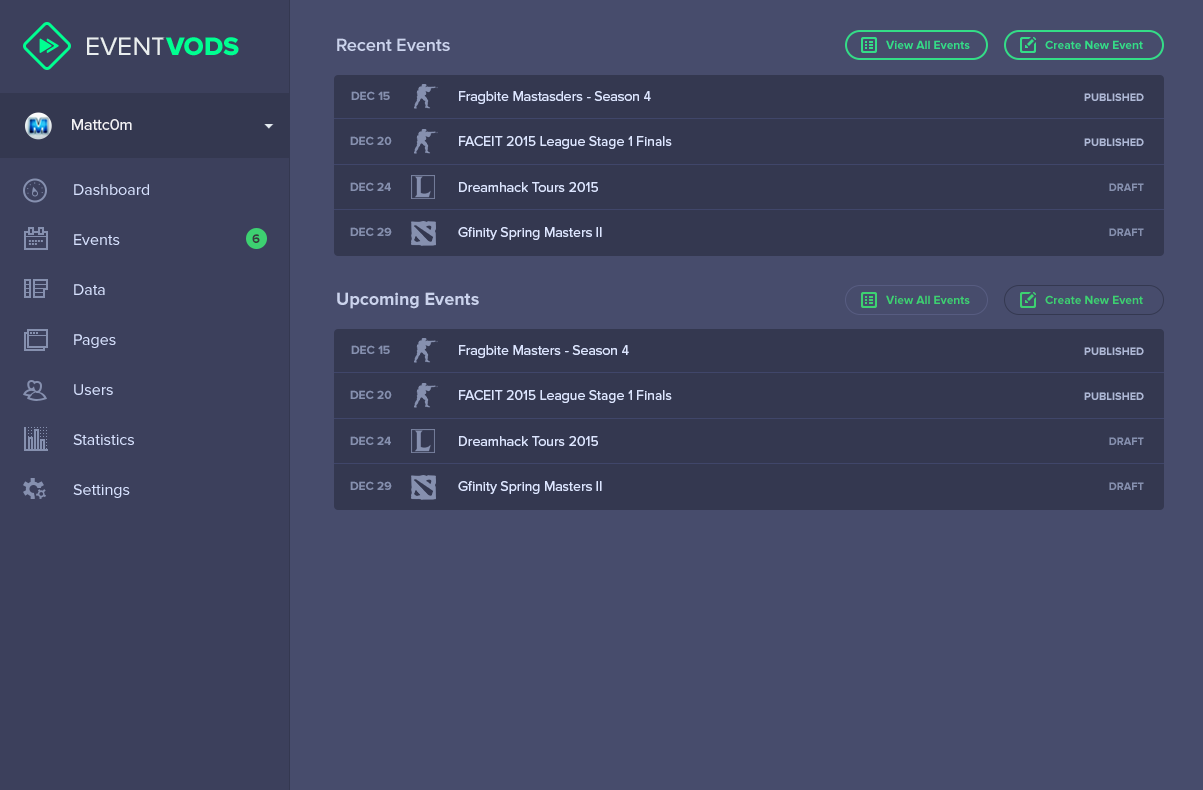 EVENTVODS
Mattc0m
Dashboard
Events 6
Data
Pages
Users
Statistics
Settings
Recent Events View All Events Create New Event
DEC 15 Fragbite Mastasders - Season 4 PUBLISHED
DEC 20 FACEIT 2015 League Stage 1 Finals PUBLISHED
DEC 24 L Dreamhack Tours 2015 DRAFT
DEC 29 Gfinity Spring Masters II DRAFT
Upcoming Events View All Events Create New Event
DEC 15 Fragbite Masters - Season 4 PUBLISHED
DEC 20 FACEIT 2015 League Stage 1 Finals PUBLISHED
DEC 24 L Dreamhack Tours 2015 DRAFT
DEC 29 Gfinity Spring Masters II DRAFT